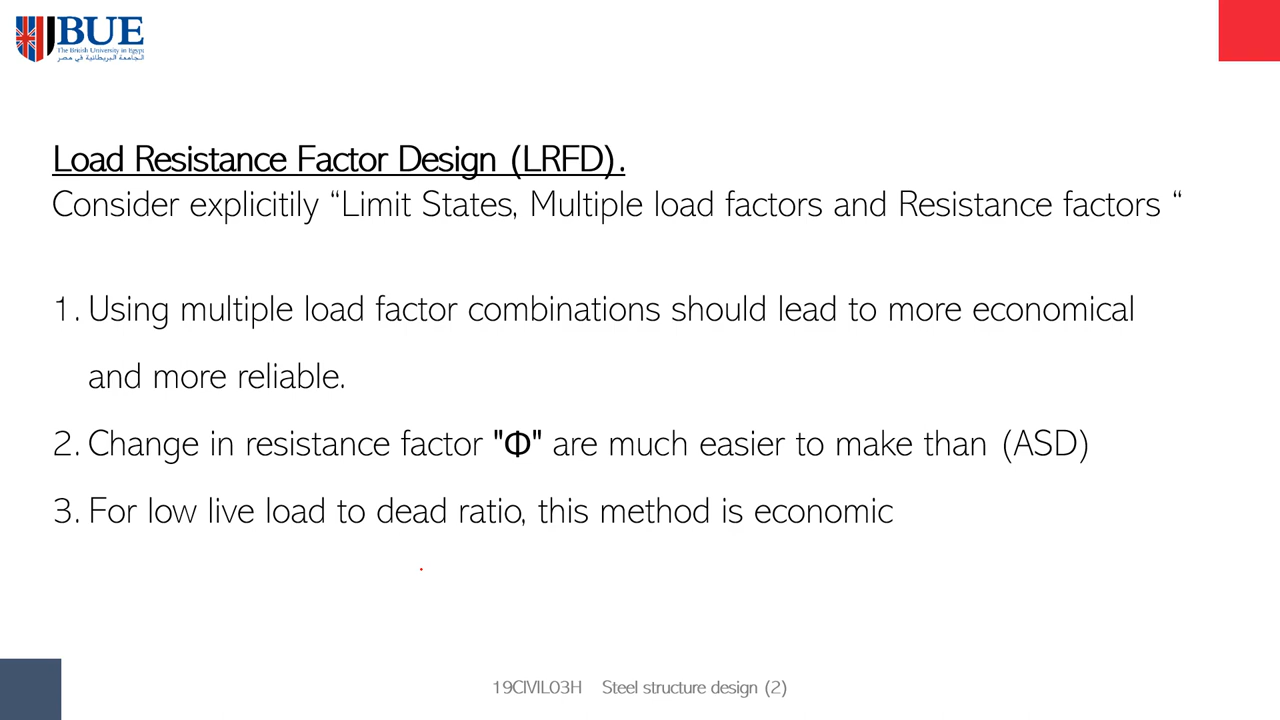 BUE
The British University in Egypt
الجامعة البريطانية في مصر
Load Resistance Factor Design (LRFD).
Consider explicitily “Limit States, Multiple load factors and Resistance factors “
1. Using multiple load factor combinations should lead to more economical
and more reliable.
2. Change in resistance factor "Φ" are much easier to make than (ASD)
3. For low live load to dead ratio, this method is economic
19CIVIL03H Steel structure design (2)